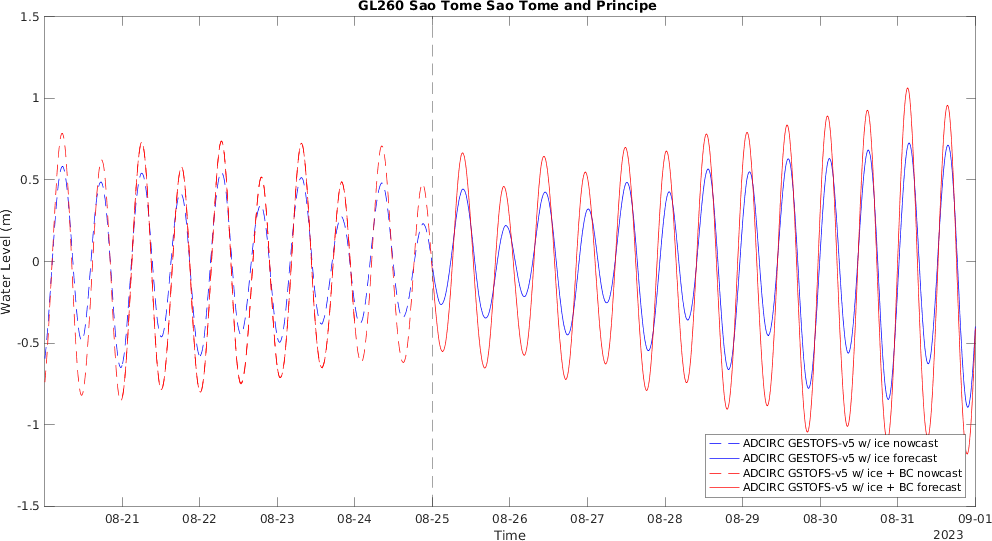 GL260 Sao Tome Sao Tome and Principe
1.5
1
0.5
0
-0.5
-1
-1.5
Water Level (m)
ADCIRC GESTOFS-v5 w/ ice nowcast
ADCIRC GESTOFS-v5 w/ ice forecast
ADCIRC GSTOFS-v5 w/ ice + BC nowcast
ADCIRC GSTOFS-v5 w/ ice + BC forecast
08-21 08-22 08-23 08-24 08-25 08-26 08-27 08-28 08-29 08-30 08-31 09-01
Time
2023